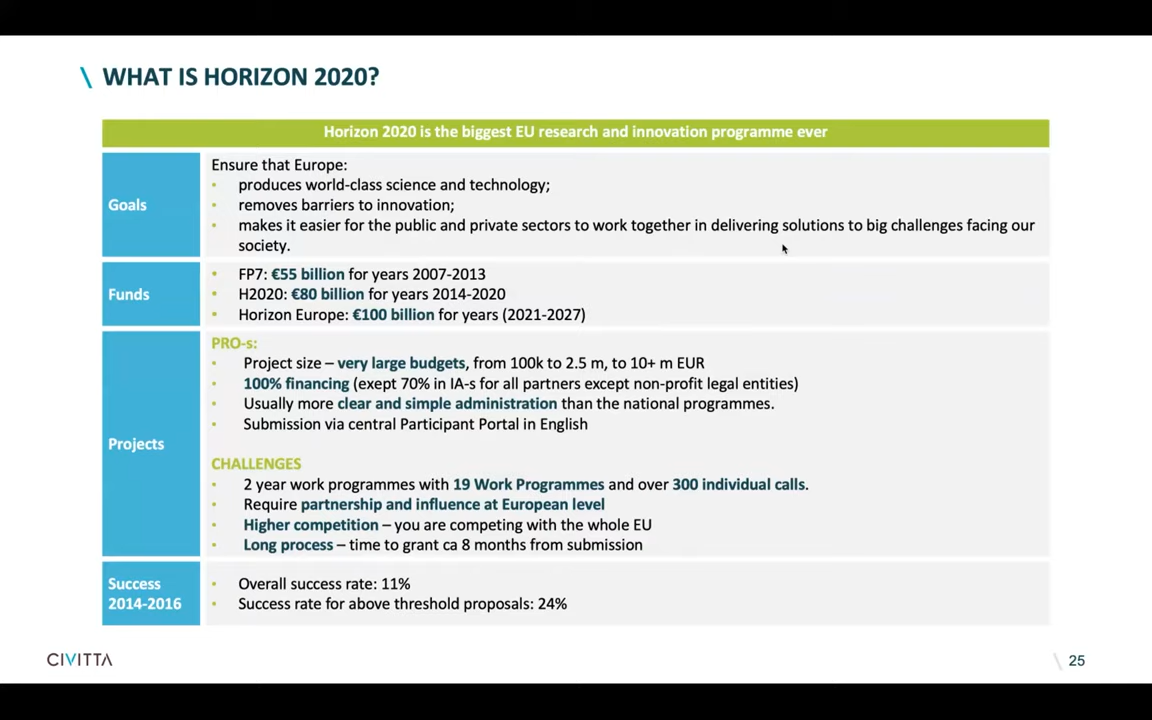 \ WHAT IS HORIZON 2020?
Horizon 2020 is the biggest EU research and innovation programme ever
Goals
Ensure that Europe:
• produces world-class science and technology;
• removes barriers to innovation;
• makes it easier for the public and private sectors to work together in delivering solutions to big challenges facing our
society.
Funds
• FP7: €55 billion for years 2007-2013
• H2020: €80 billion for years 2014-2020
• Horizon Europe: €100 billion for years (2021-2027)
Projects
PRO-s:
• Project size – very large budgets, from 100k to 2.5 m, to 10+ m EUR
• 100% financing (exept 70% in IA-s for all partners except non-profit legal entities)
• Usually more clear and simple administration than the national programmes.
• Submission via central Participant Portal in English
CHALLENGES
• 2 year work programmes with 19 Work Programmes and over 300 individual calls.
• Require partnership and influence at European level
• Higher competition – you are competing with the whole EU
• Long process – time to grant ca 8 months from submission
Success
2014-2016
• Overall success rate: 11%
• Success rate for above threshold proposals: 24%
CIVITTA
\ 25